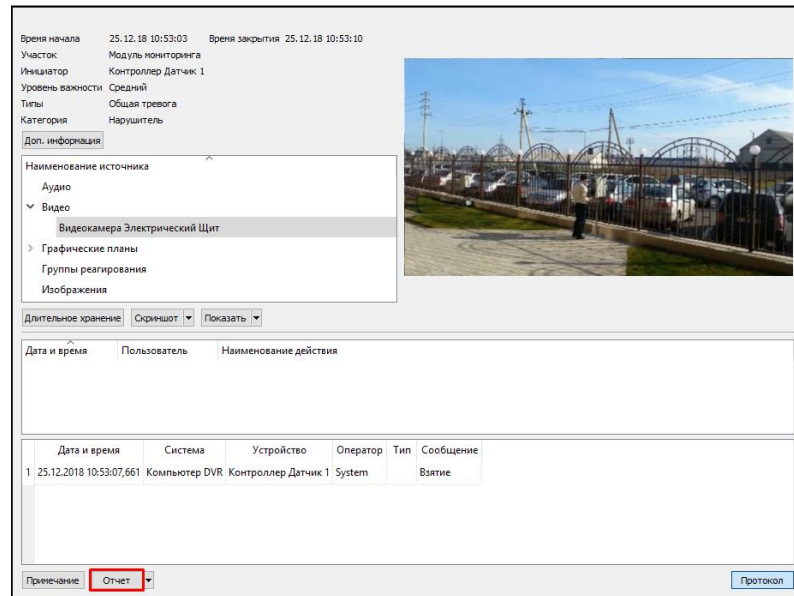 Время начала 25.12.18 10:53:03 Время закрытия 25.12.18 10:53:10
Участок Модуль мониторинга
Инициатор Контроллер Датчик 1
Уровень важности Средний
Типы Общая тревога
Категория Нарушитель
Доп. информация
Наименование источника
Аудио
Видео
Видеокамера Электрический Щит
Графические планы
Группы реагирования
Изображения
Длительное хранение Скриншот Показать
Дата и время Пользователь Наименование действия
Дата и время Система Устройство Оператор Тип Сообщение
1 25.12.2018 10:53:07,661 Компьютер DVR Контроллер Датчик 1 System Взятие
Примечание Отчет Протокол